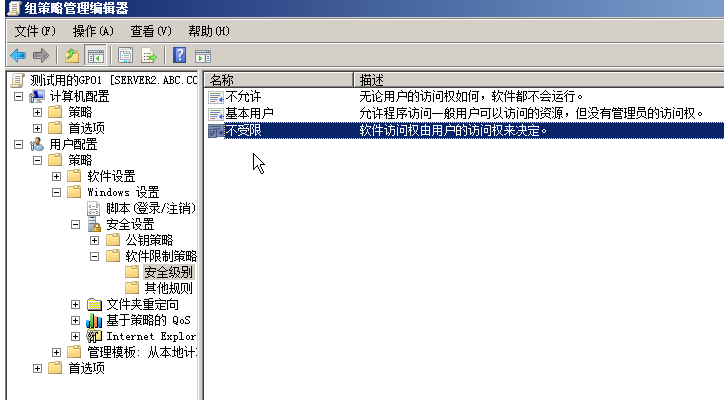 组策略管理编辑器
文件(F) 操作(A) 查看(V) 帮助(H)
测试用的GPO1 [SERVER2.ABC.CO
计算机配置
策略
首选项
用户配置
策略
软件设置
Windows 设置
脚本(登录/注销)
安全设置
公钥策略
软件限制策略
安全级别
其他规则
文件夹重定向
基于策略的 QoS
Internet Explor
管理模板: 从本地计
首选项
名称 描述
不允许 无论用户的访问权如何，软件都不会运行。
基本用户 允许程序访问一般用户可以访问的资源，但没有管理员的访问权。
不受限 软件访问权由用户的访问权来决定。